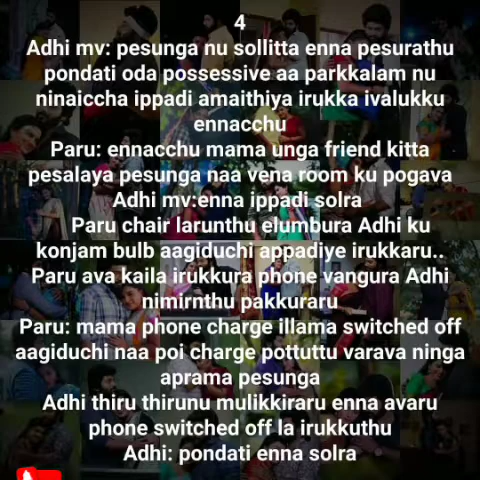 4
Adhi mv: pesunga nu sollitta enna pesurathu
pondati oda possessive aa parkkalam nu
ninaiccha ippadi amaithiya irukka ivalukku
ennacchu
Paru: ennacchu mama unga friend kitta
pesalaya pesunga naa vena room ku pogava
Adhi mv:enna ippadi solra
Paru chair larunthu elumbura Adhi ku
konjam bulb aagiduchi appadiye irukkaru..
Paru ava kaila irukkura phone vangura Adhi
nimirnthu pakkuraru
Paru: mama phone charge illama switched off
aagiduchi naa poi charge pottuttu varava ninga
aprama pesunga
Adhi thiru thirunu mulikkiraru enna avaru
phone switched off la irukkuthu
Adhi: pondati enna solra